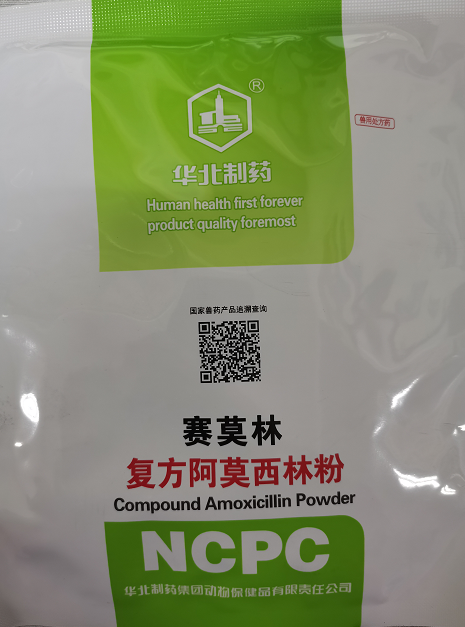 ®
华北制药
Human health first forever
product quality foremost
兽用处方药
国家兽药产品追溯查询
赛莫林
复方阿莫西林粉
Compound Amoxicillin Powder
NCPC
华北制药集团动物保健品有限责任公司